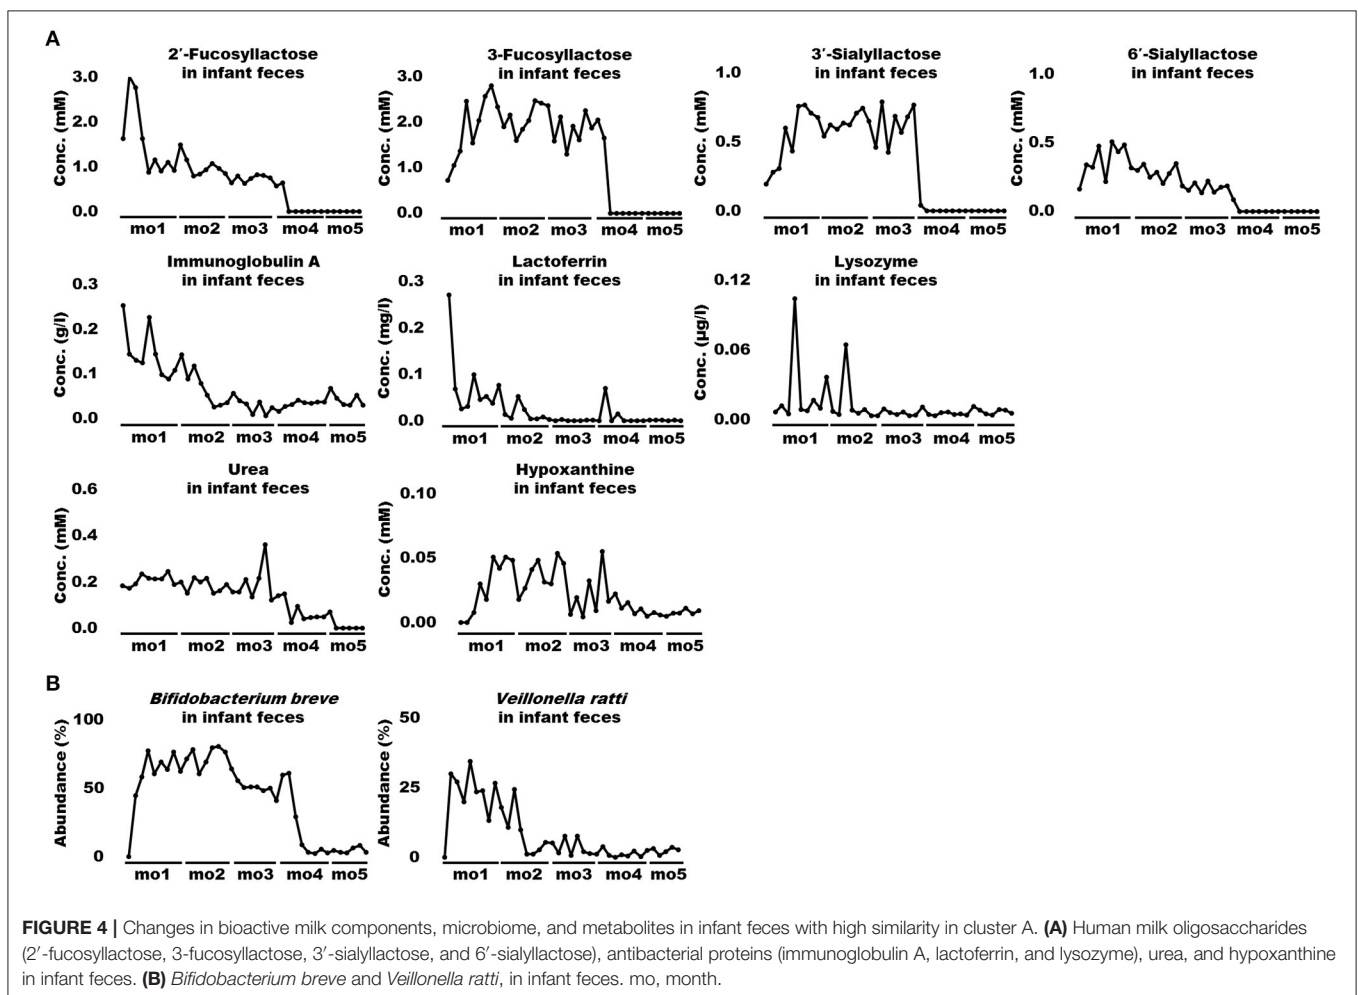 A
2′-Fucosyllactose
in infant feces
3.0
2.0
1.0
0.0
Conc. (mM)
mo1 mo2 mo3 mo4 mo5
3-Fucosyllactose
in infant feces
3.0
2.0
1.0
0.0
Conc. (mM)
mo1 mo2 mo3 mo4 mo5
3′-Sialyllactose
in infant feces
1.0
0.5
0.0
Conc. (mM)
mo1 mo2 mo3 mo4 mo5
6′-Sialyllactose
in infant feces
1.0
0.5
0.0
Conc. (mM)
mo1 mo2 mo3 mo4 mo5
Immunoglobulin A
in infant feces
0.3
0.2
0.1
0.0
Conc. (g/l)
mo1 mo2 mo3 mo4 mo5
Lactoferrin
in infant feces
0.3
0.2
0.1
0.0
Conc. (mg/l)
mo1 mo2 mo3 mo4 mo5
Lysozyme
in infant feces
0.12
0.06
0.00
Conc. (µg/l)
mo1 mo2 mo3 mo4 mo5
Urea
in infant feces
0.6
0.4
0.2
0.0
Conc. (mM)
mo1 mo2 mo3 mo4 mo5
Hypoxanthine
in infant feces
0.10
0.05
0.00
Conc. (mM)
mo1 mo2 mo3 mo4 mo5
B
Bifidobacterium breve
in infant feces
100
50
0
Abundance (%)
mo1 mo2 mo3 mo4 mo5
Veillonella ratti
in infant feces
50
25
0
Abundance (%)
mo1 mo2 mo3 mo4 mo5
FIGURE 4 | Changes in bioactive milk components, microbiome, and metabolites in infant feces with high similarity in cluster A. (A) Human milk oligosaccharides
(2′-fucosyllactose, 3-fucosyllactose, 3′-sialyllactose, and 6′-sialyllactose), antibacterial proteins (immunoglobulin A, lactoferrin, and lysozyme), urea, and hypoxanthine
in infant feces. (B) Bifidobacterium breve and Veillonella ratti, in infant feces. mo, month.